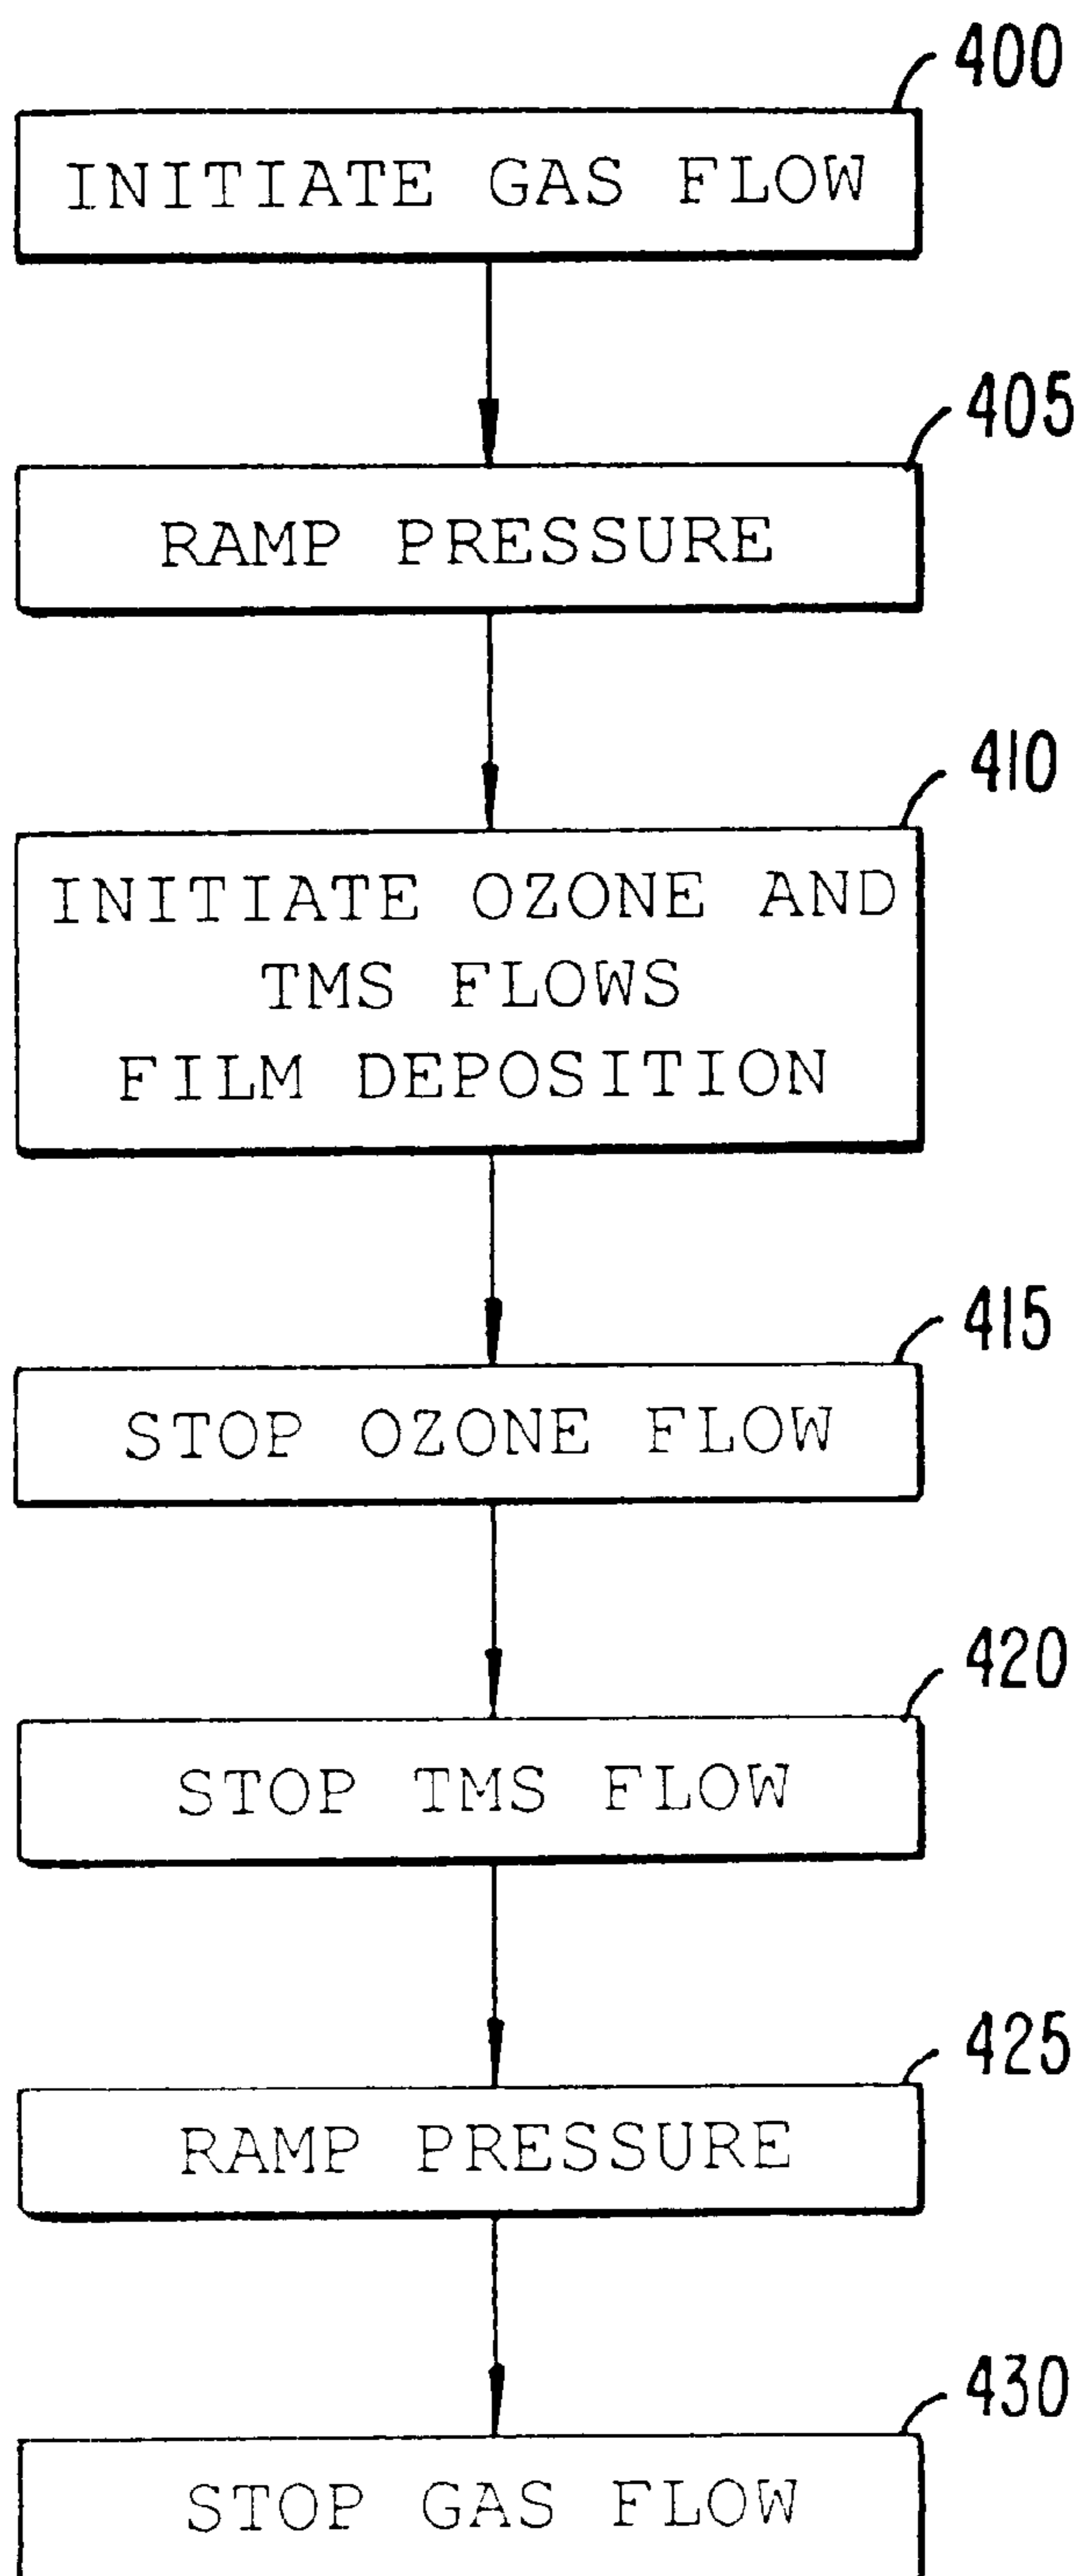 400
INITIATE GAS FLOW
405
RAMP PRESSURE
410
INITIATE OZONE AND
TMS FLOWS
FILM DEPOSITION
415
STOP OZONE FLOW
420
STOP TMS FLOW
425
RAMP PRESSURE
430
STOP GAS FLOW